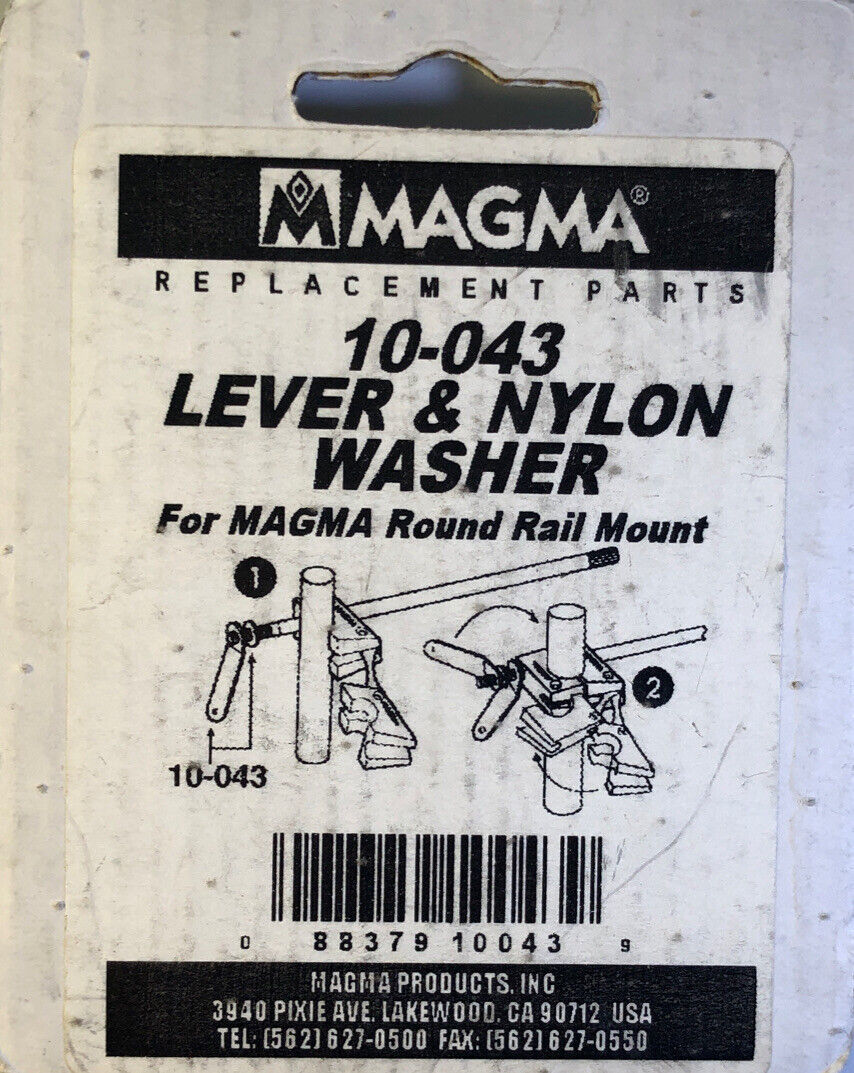 MAGMA®
REPLACEMENT PARTS
10-043
LEVER & NYLON
WASHER
For MAGMA Round Rail Mount
1
2
10-043
0 88379 10043 9
MAGMA PRODUCTS, INC
3940 PIXIE AVE. LAKEWOOD, CA 90712 USA
TEL: (562) 627-0500 FAX: (562) 627-0550